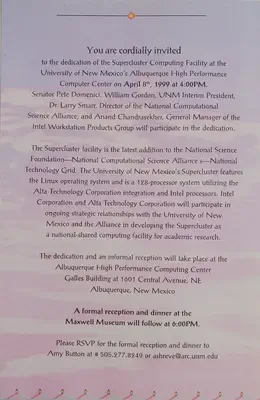 You are cordially invited
to the dedication of the Supercluster Computing Facility at
the University of New Mexico's Albuquerque High Performance
Computer Center on April 8th, 1999 at 4:00PM.
Senator Pete Domenici, William Gordon, UNM Interim President,
Dr Larry Smarr, Director of the National Computational
Science Alliance, and Anand Chandrasekher, General Manager of the
Intel Workstation Products Group will participate in the dedication.
The Supercluster facility is the latest addition to the National Science
Foundation—National Computational Science Alliance's—National
Technology Grid. The University of New Mexico's Supercluster features
the Linux operating system and is a 128-processor system utilizing the
Alta Technology Corporation integration and Intel processors. Intel
Corporation and Alta Technology Corporation will participate in
ongoing strategic relationships with the University of New
Mexico and the Alliance in developing the Supercluster as
a national-shared computing facility for academic research.
The dedication and an informal reception will take place at the
Albuquerque High Performance Computing Center
Galles Building at 1601 Central Avenue, NE
Albuquerque, New Mexico
A formal reception and dinner at the
Maxwell Museum will follow at 6:00PM.
Please RSVP for the formal reception and dinner to
Amy Button at # 505.277.8249 or asbreve@arc.unm.edu